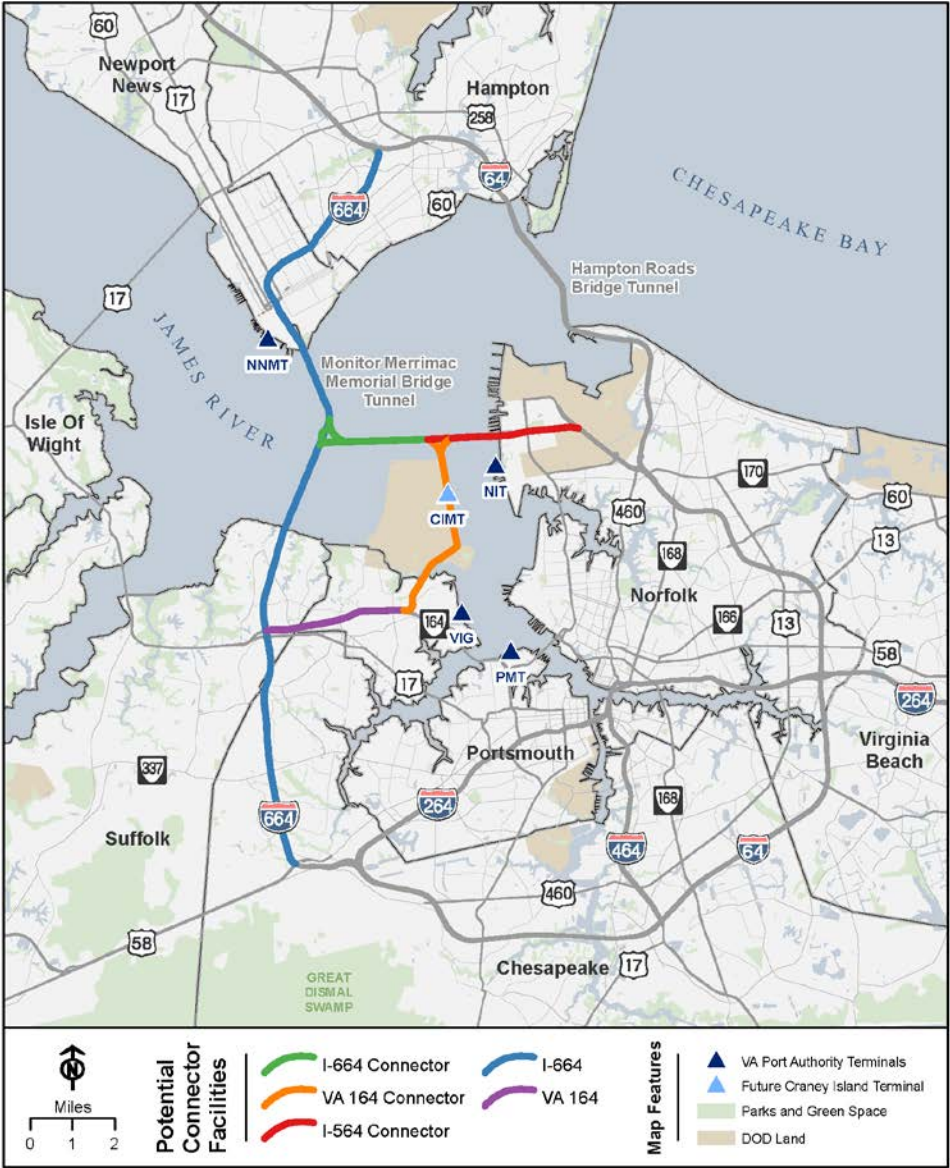 60
Newport
News
17
Hampton
258
64
664
60
CHESAPEAKE BAY
Hampton Roads
Bridge Tunnel
17
JAMES RIVER
NNMT
Monitor Merrimac
Memorial Bridge
Tunnel
Isle Of
Wight
NIT
170
CIMT
460
60
13
168
Norfolk
164
VIG
166
13
58
PMT
17
264
Virginia
Beach
Portsmouth
337
264
168
664
Suffolk
464
64
460
58
Chesapeake
17
GREAT
DISMAL
SWAMP
N
Miles
0 1 2
Potential
Connector
Facilities
I-664 Connector
VA 164 Connector
I-564 Connector
I-664
VA 164
Map Features
VA Port Authority Terminals
Future Craney Island Terminal
Parks and Green Space
DOD Land